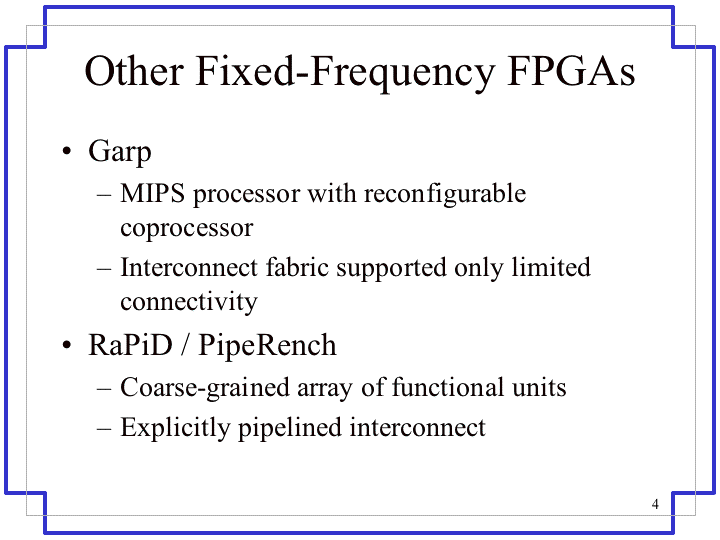 Other Fixed-Frequency FPGAs
• Garp
– MIPS processor with reconfigurable
coprocessor
– Interconnect fabric supported only limited
connectivity
• RaPiD / PipeRench
– Coarse-grained array of functional units
– Explicitly pipelined interconnect
4